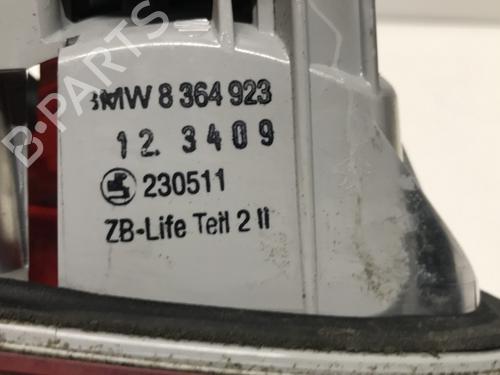 BMW 8 364 923
12. 3409
230511
ZB-Life Teil 2 II
B-PARTS